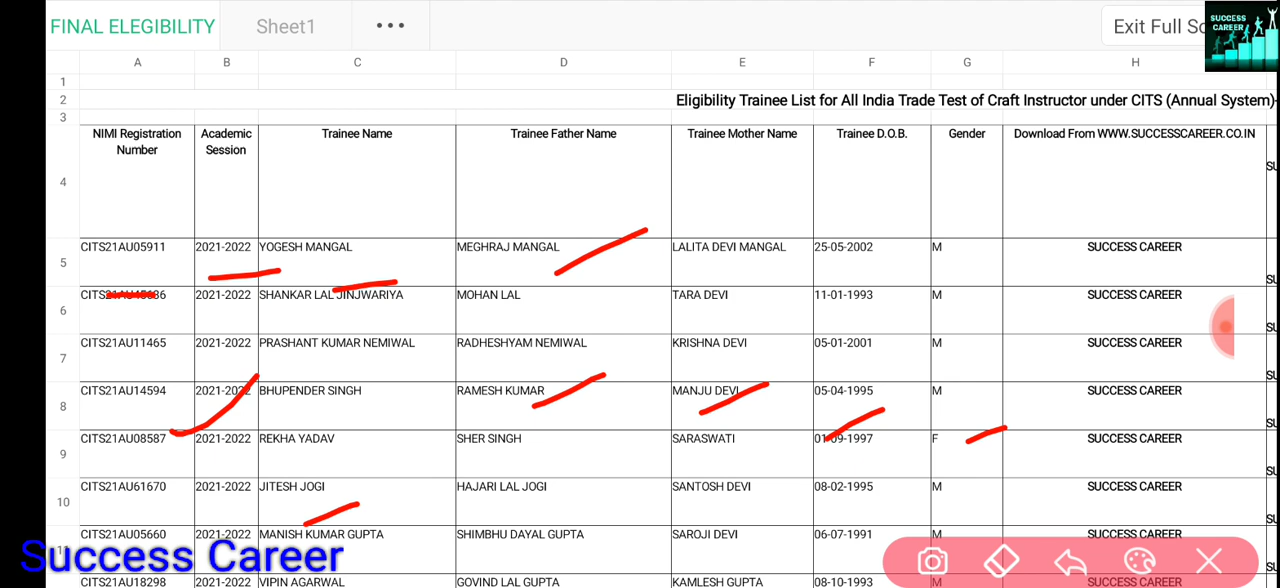 FINAL ELEGIBILITY Sheet1 ••• Exit Full
SUCCESS
CAREER
A B C D E F G H
1
2 Eligibility Trainee List for All India Trade Test of Craft Instructor under CITS (Annual System)
3
4 NIMI Registration Number Academic Session Trainee Name Trainee Father Name Trainee Mother Name Trainee D.O.B. Gender Download From WWW.SUCCESSCAREER.CO.IN
5 CITS21AU05911 2021-2022 YOGESH MANGAL MEGHRAJ MANGAL LALITA DEVI MANGAL 25-05-2002 M SUCCESS CAREER
6 2021-2022 SHANKAR LAL JINJWARIYA MOHAN LAL TARA DEVI 11-01-1993 M SUCCESS CAREER
7 CITS21AU11465 2021-2022 PRASHANT KUMAR NEMIWAL RADHESHYAM NEMIWAL KRISHNA DEVI 05-01-2001 M SUCCESS CAREER
8 CITS21AU14594 2021-2022 BHUPENDER SINGH RAMESH KUMAR MANJU DEVI 05-04-1995 M SUCCESS CAREER
9 CITS21AU08587 2021-2022 REKHA YADAV SHER SINGH SARASWATI 01-09-1997 F SUCCESS CAREER
10 CITS21AU61670 2021-2022 JITESH JOGI HAJARI LAL JOGI SANTOSH DEVI 08-02-1995 M SUCCESS CAREER
11 CITS21AU05660 2021-2022 MANISH KUMAR GUPTA SHIMBHU DAYAL GUPTA SAROJI DEVI 06-07-1991 M SUCCESS CAREER
CITS21AU18298 2021-2022 VIPIN AGARWAL GOVIND LAL GUPTA KAMLESH GUPTA 08-10-1993 M SUCCESS CAREER
Success Career